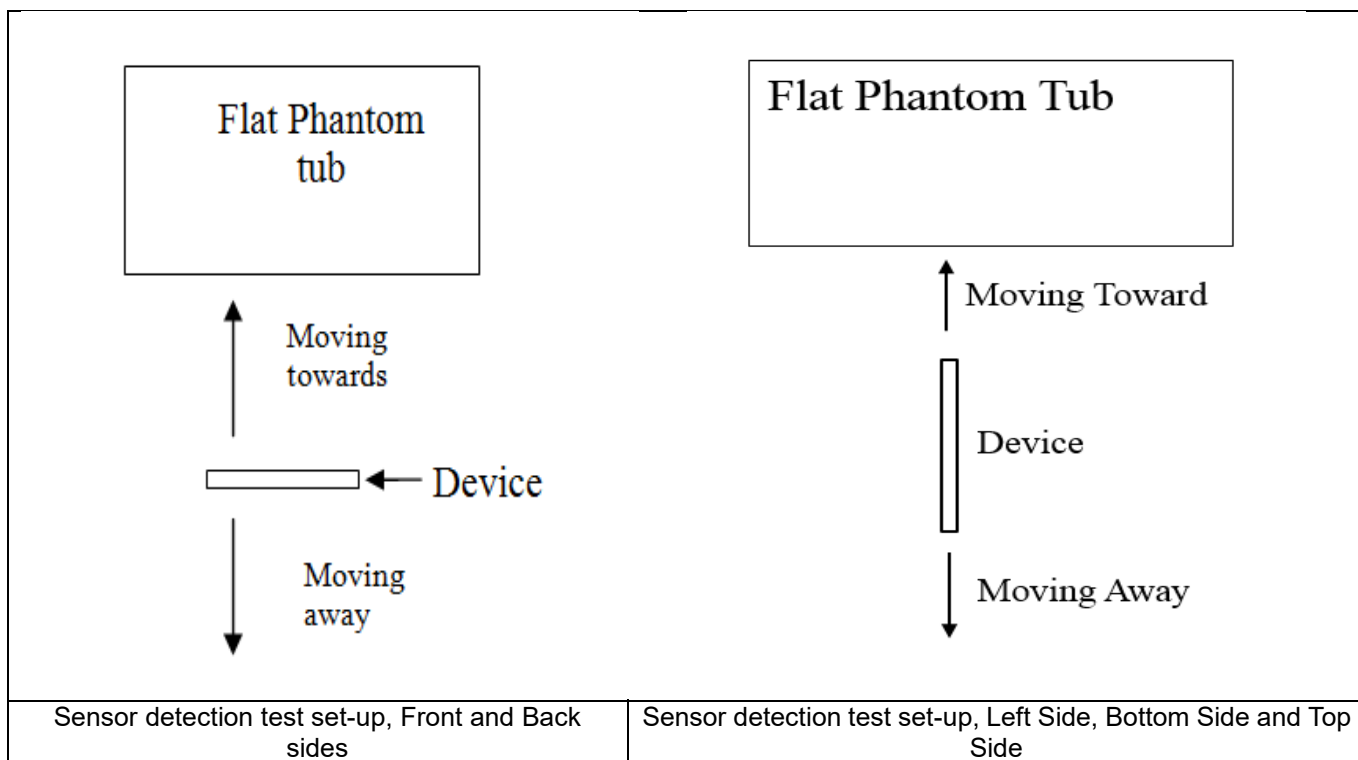 Flat Phantom
tub
Moving
towards
Device
Moving
away
Flat Phantom Tub
Moving Toward
Device
Moving Away
Sensor detection test set-up, Front and Back
sides
Sensor detection test set-up, Left Side, Bottom Side and Top
Side